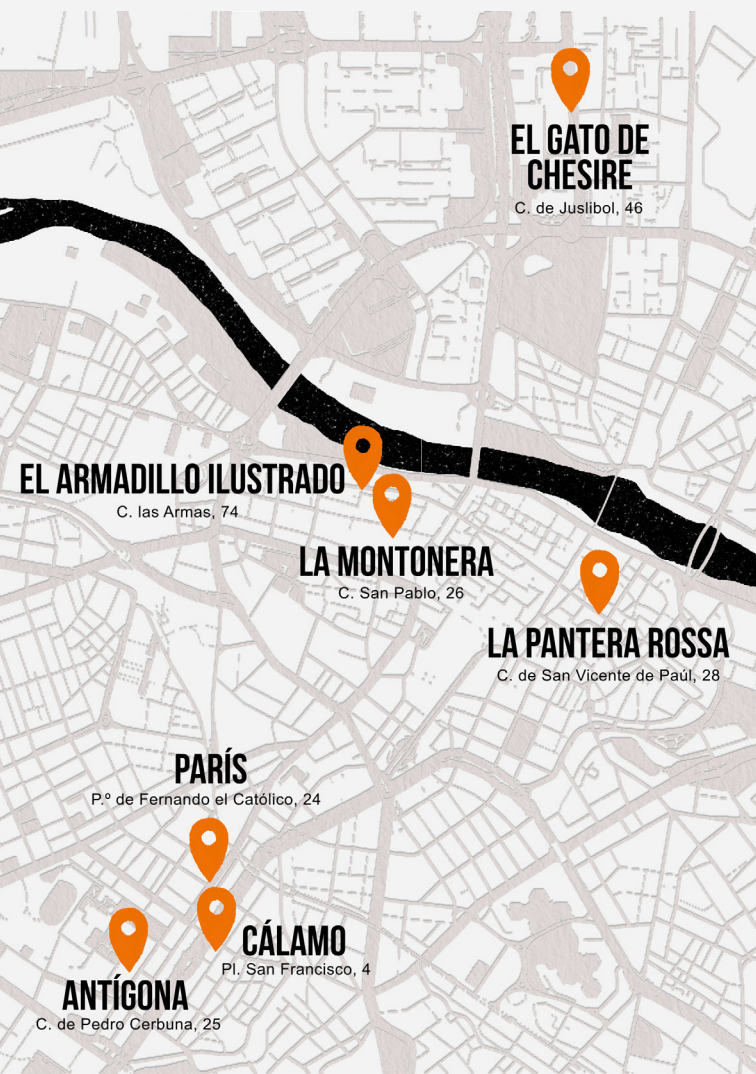 EL GATO DE
CHESIRE
C. de Juslibol, 46
EL ARMADILLO ILUSTRADO
C. las Armas, 74
LA MONTONERA
C. San Pablo, 26
LA PANTERA ROSSA
C. de San Vicente de Paúl, 28
PARÍS
P.º de Fernando el Católico, 24
CÁLAMO
Pl. San Francisco, 4
ANTÍGONA
C. de Pedro Cerbuna, 25